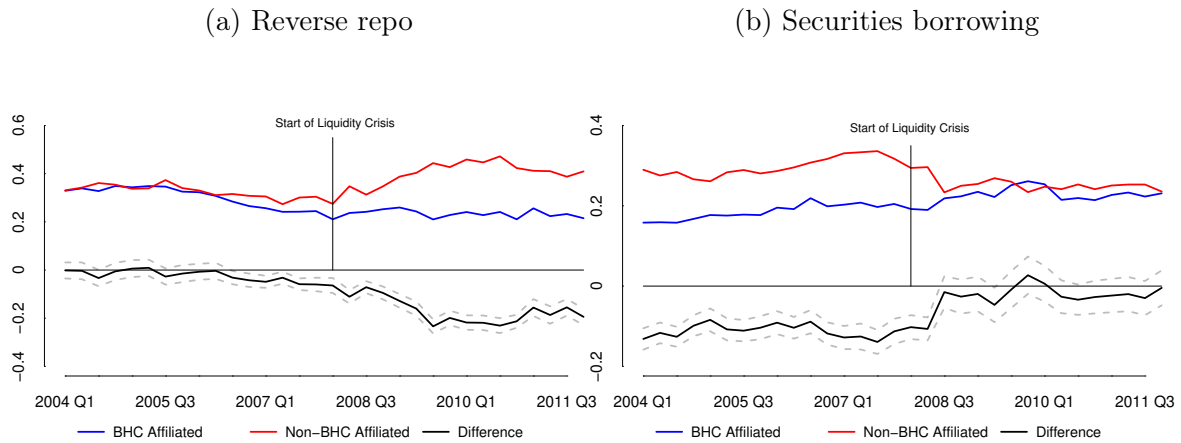 (a) Reverse repo
(b) Securities borrowing
0.6
0.4
0.2
0
−0.2
−0.4
Start of Liquidity Crisis
2004 Q1 2005 Q3 2007 Q1 2008 Q3 2010 Q1 2011 Q3
BHC Affiliated Non−BHC Affiliated Difference
0.4
0.2
0
−0.2
Start of Liquidity Crisis
2004 Q1 2005 Q3 2007 Q1 2008 Q3 2010 Q1 2011 Q3
BHC Affiliated Non−BHC Affiliated Difference